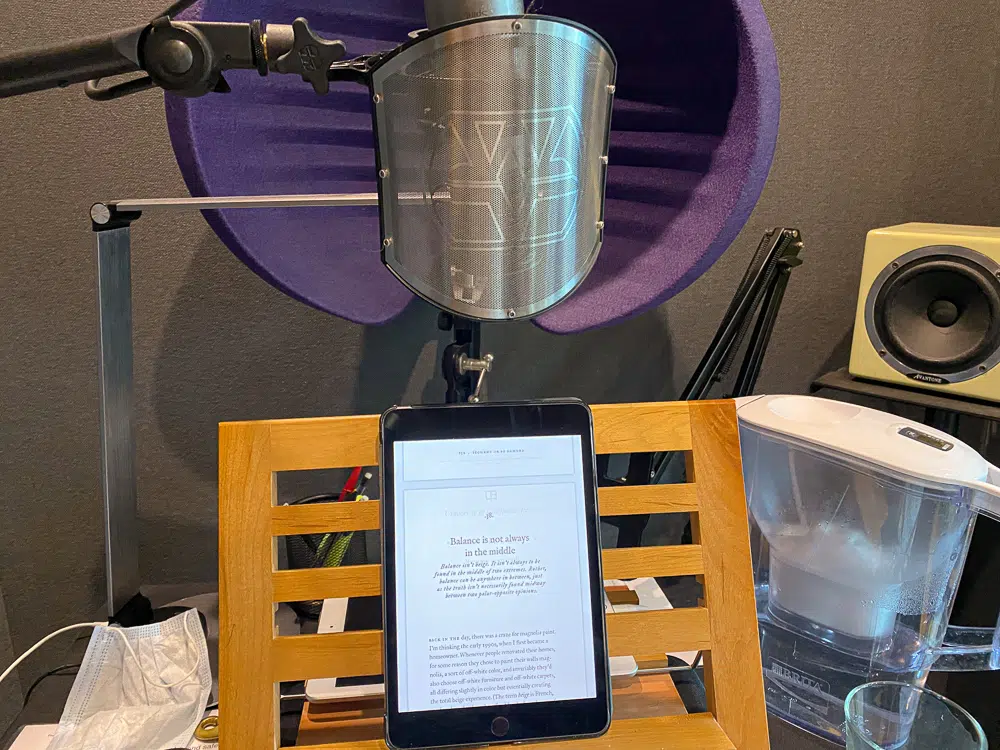 48.
Balance is not always
in the middle
Balance isn't beige. It isn't always to be
found in the middle of two extremes. Rather,
balance can be anywhere in between, just
as the truth isn't necessarily found midway
between two polar-opposite opinions.
BACK IN THE day, there was a craze for magnolia paint.
I'm thinking the early 1990s, when I first became a
homeowner. Whenever people renovated their homes,
for some reason they chose to paint their walls mag-
nolia, a sort of off-white color, and invariably they'd
also choose off-white furniture and off-white carpets,
all differing slightly in color but essentially creating
the total beige experience. (The term beige is French,
AVANTONE
BRITA